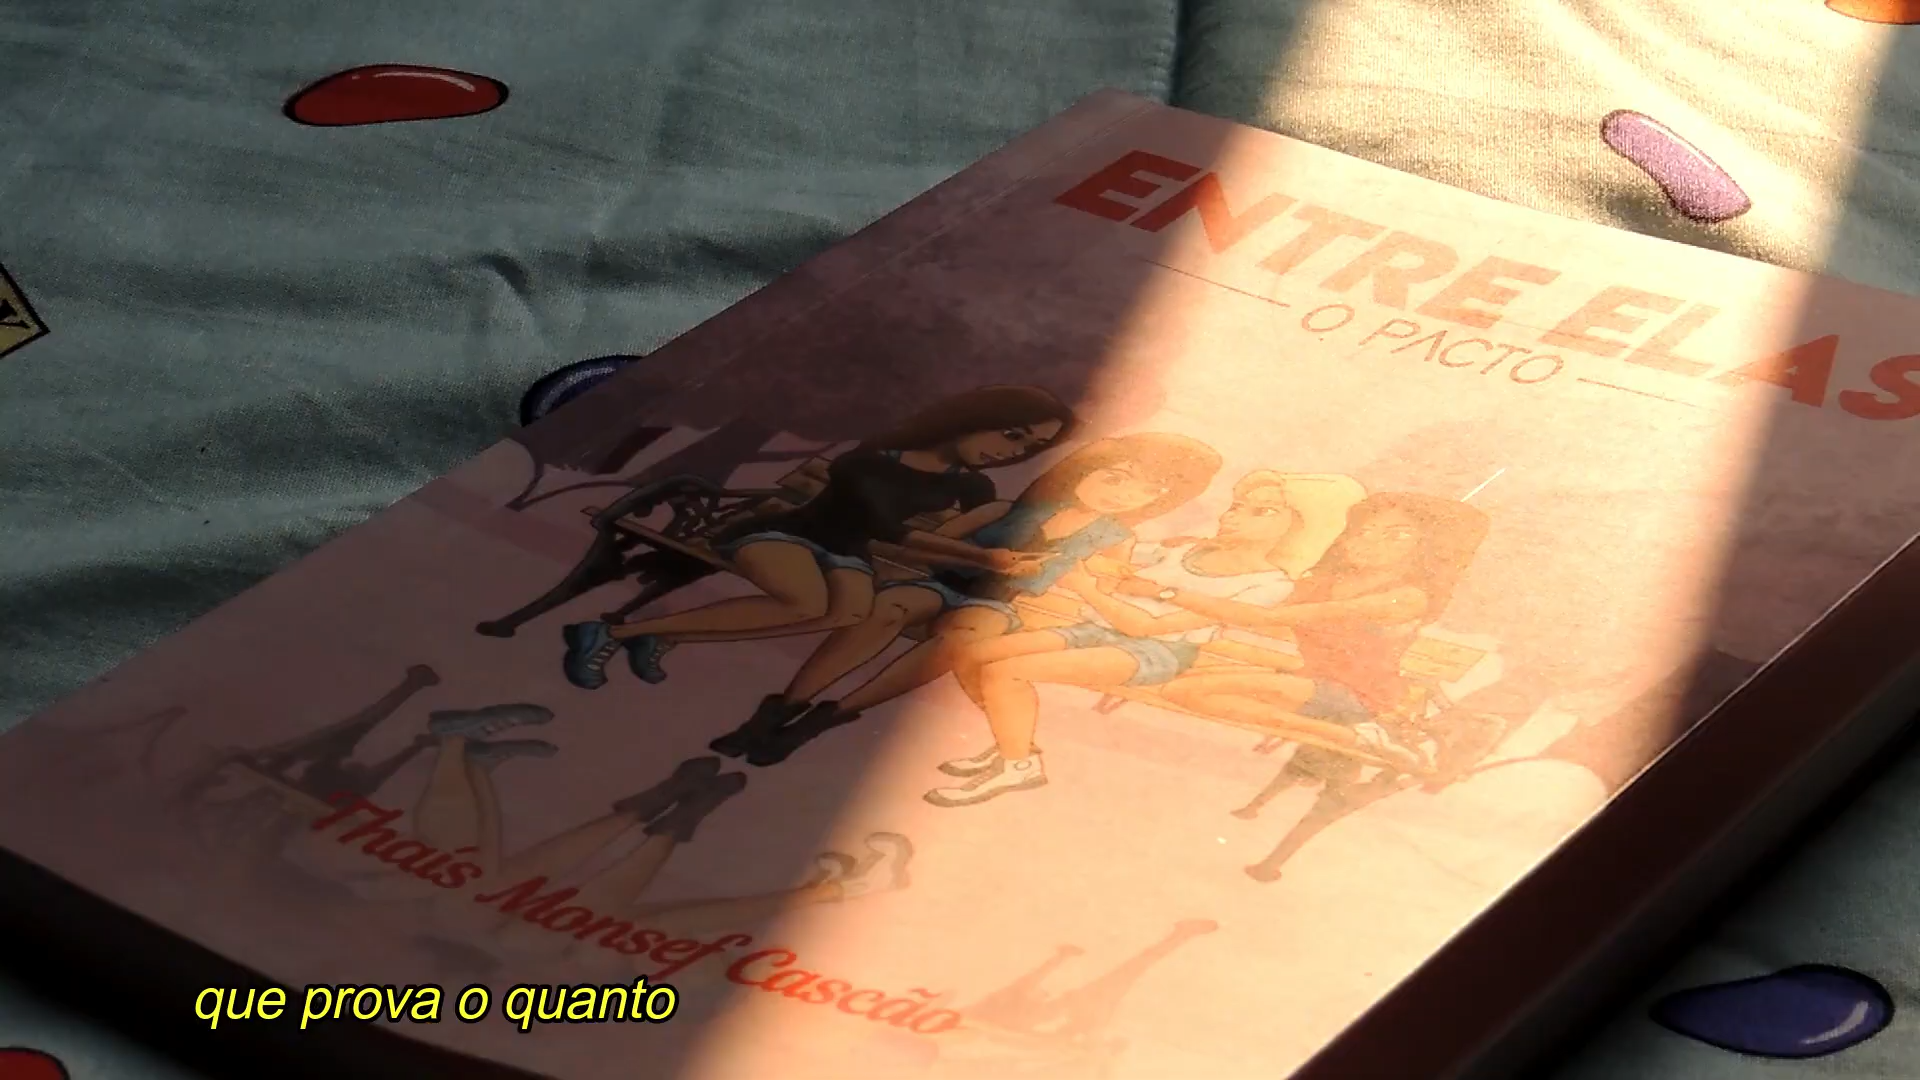 ENTRE ELAS
O PACTO
Thaís Monsef Cascão
que prova o quanto